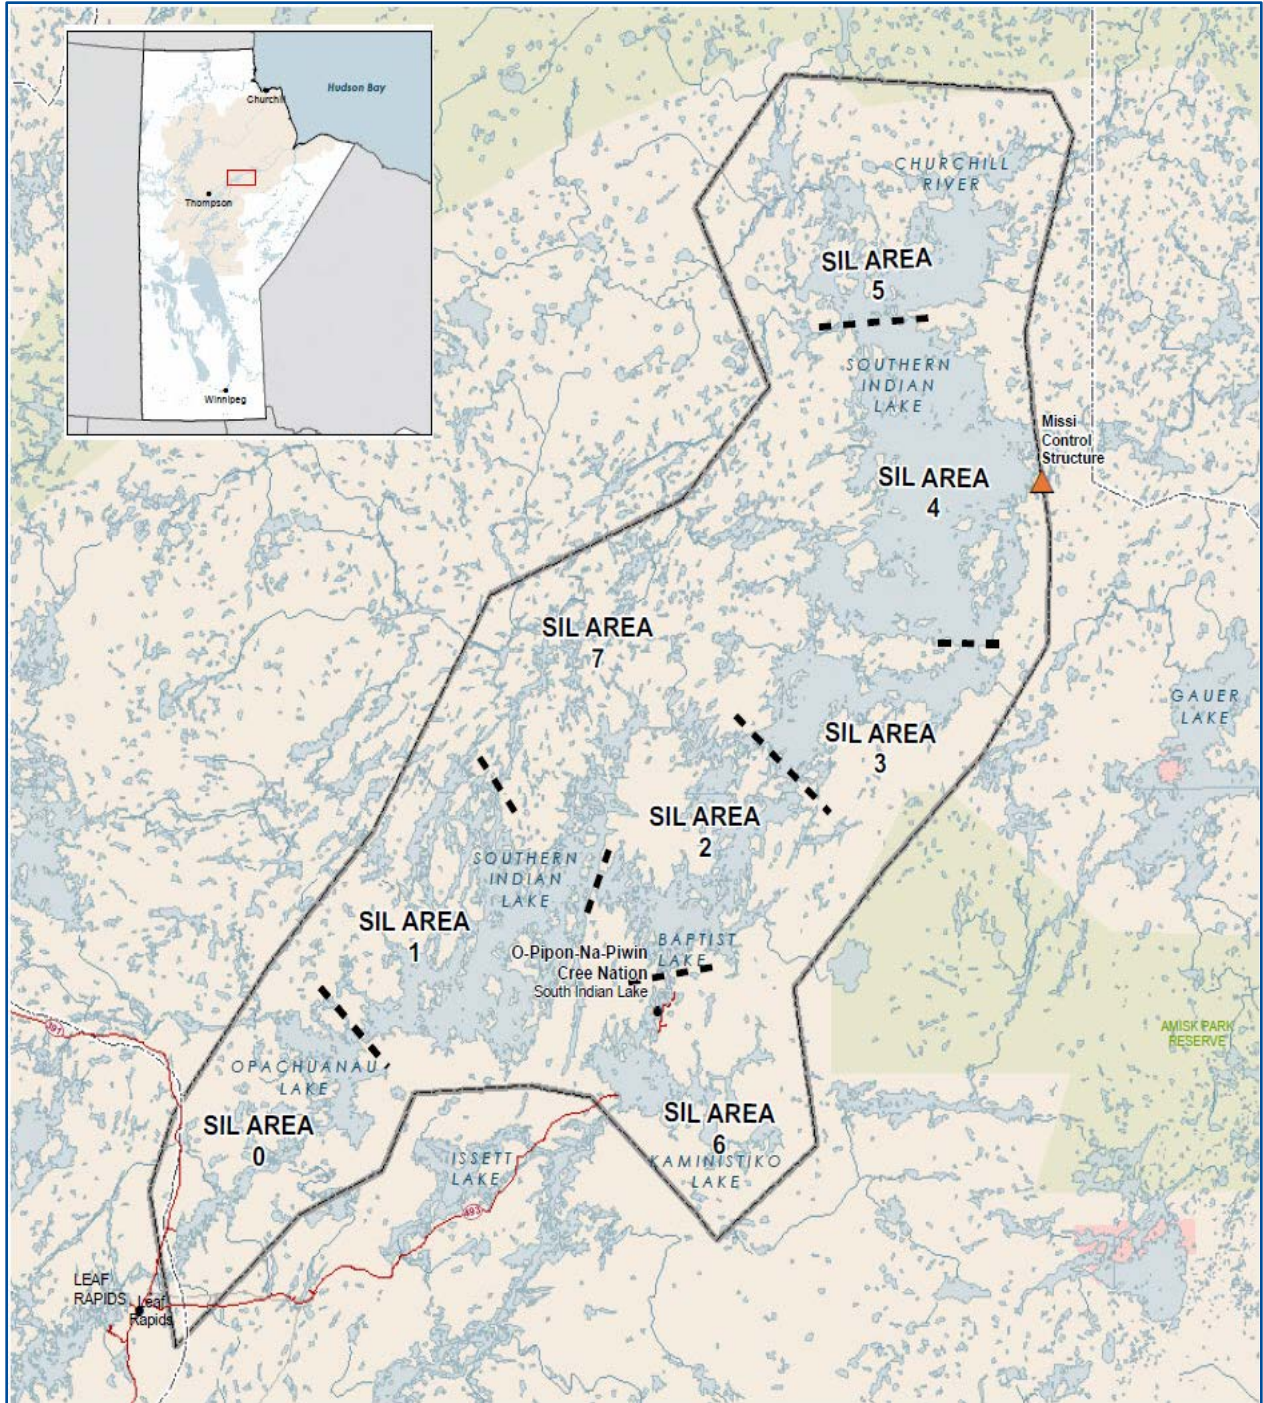 Hudson Bay
Churchill
Thompson
Winnipeg
CHURCHILL
RIVER
SIL AREA
5
SOUTHERN
INDIAN
LAKE
Missi
Control
Structure
SIL AREA
4
SIL AREA
7
GAUER
LAKE
SIL AREA
3
SIL AREA
2
SOUTHERN
INDIAN
LAKE
SIL AREA
1
O-Pipon-Na-Piwin
Cree Nation
South Indian Lake
BAPTIST
LAKE
391
AMISK PARK
RESERVE
OPACHUANAU
LAKE
SIL AREA
0
SIL AREA
6
ISSETT
LAKE
KAMINISTIKO
LAKE
493
LEAF
RAPIDS
Leaf
Rapids